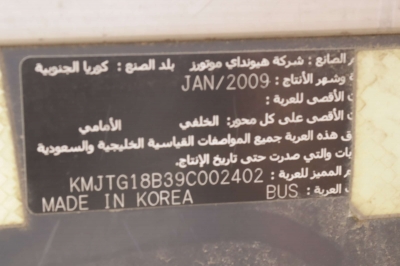 الصانع : شركة هيونداي موتورز بلد الصنع : كوريا الجنوبية
وشهر الأنتاج : JAN/2009
الأقصى للعربة :
الأقصى على كل محور: الخلفي الأمامي
هذه العربة جميع المواصفات القياسية الخليجية والسعودية
والتي صدرت حتى تاريخ الإنتاج.
المميز للعربة : KMJTG18B39C002402
العربة : BUS MADE IN KOREA